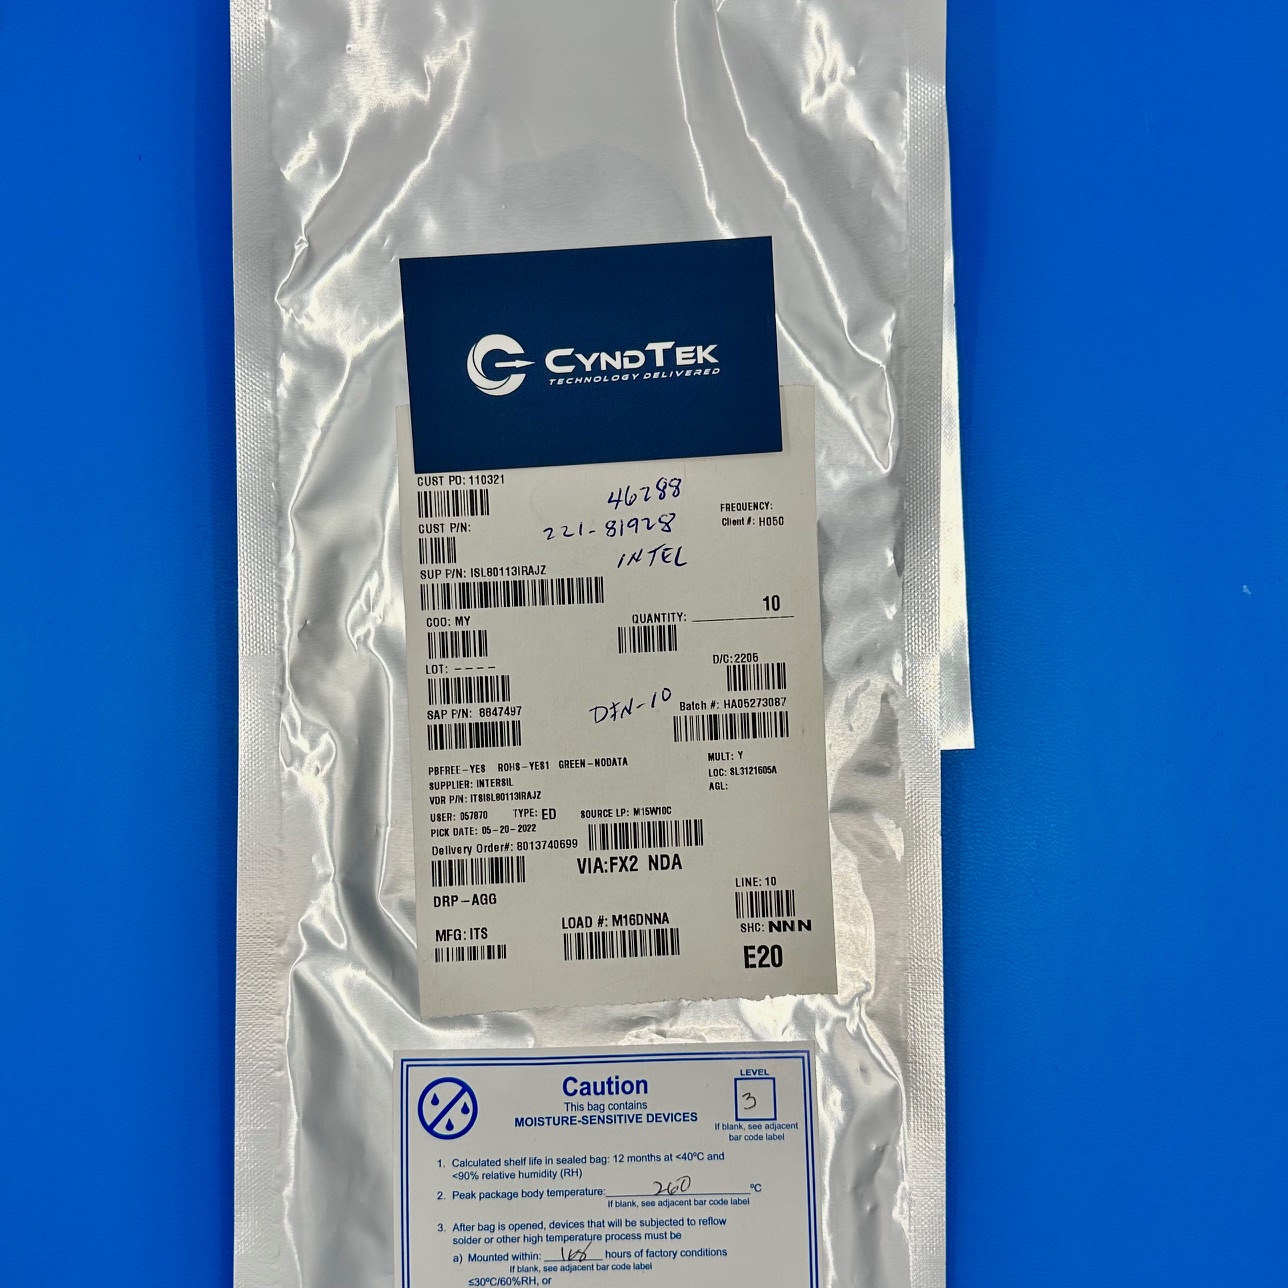 CYNDTEK
TECHNOLOGY DELIVERED
CUST PO: 110321
46288
FREQUENCY:
Client #: H050
CUST P/N:
221-81928
INTEL
SUP P/N: ISL80113IRAJZ
10
COO: MY
QUANTITY:
LOT: ----
D/C:2205
SAP P/N: 8847497
DFN-10
Batch #: HA05273087
PBFREE-YES ROHS-YES1 GREEN-NODATA
MULT: Y
SUPPLIER: INTERSIL
LOC: SL3121605A
VDR P/N: ITSISL80113IRAJZ
AGL:
USER: 057870 TYPE: ED SOURCE LP: M15W10C
PICK DATE: 05-20-2022
Delivery Order#: 8013740699
VIA:FX2 NDA
DRP-AGG
LINE: 10
LOAD #: M16DNNA
SHC: NNN
MFG: ITS
E20
Caution
This bag contains
MOISTURE-SENSITIVE DEVICES
LEVEL
3
If blank, see adjacent
bar code label
1. Calculated shelf life in sealed bag: 12 months at <40ºC and
<90% relative humidity (RH)
2. Peak package body temperature: 260 ºC
If blank, see adjacent bar code label
3. After bag is opened, devices that will be subjected to reflow
solder or other high temperature process must be
a) Mounted within: 168 hours of factory conditions
If blank, see adjacent bar code label
≤30ºC/60%RH, or